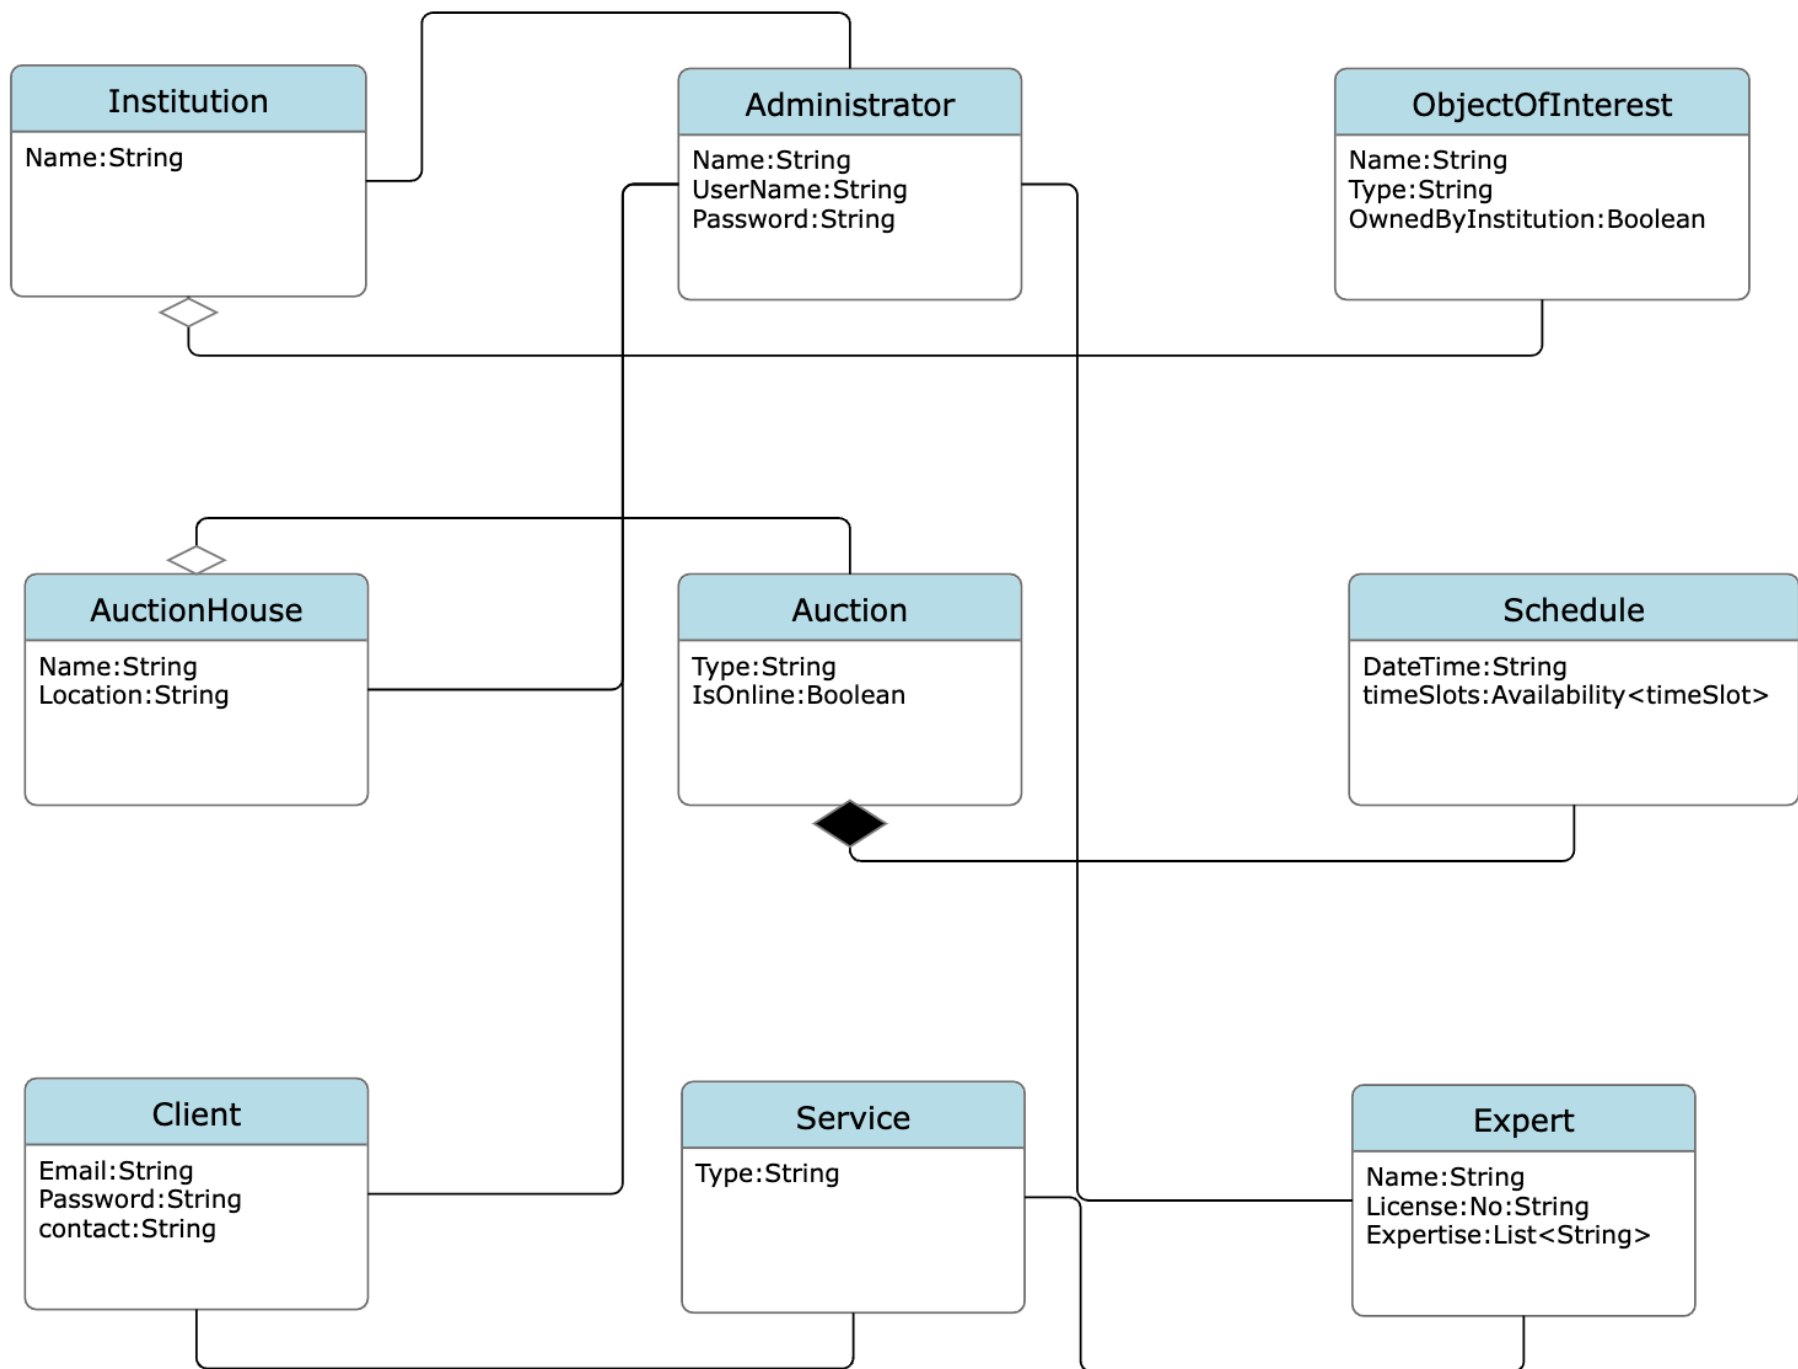 Institution
Name:String
Administrator
Name:String
UserName:String
Password:String
ObjectOfInterest
Name:String
Type:String
OwnedByInstitution:Boolean
AuctionHouse
Name:String
Location:String
Auction
Type:String
IsOnline:Boolean
Schedule
DateTime:String
timeSlots:Availability<timeSlot>
Client
Email:String
Password:String
contact:String
Service
Type:String
Expert
Name:String
License:No:String
Expertise:List<String>